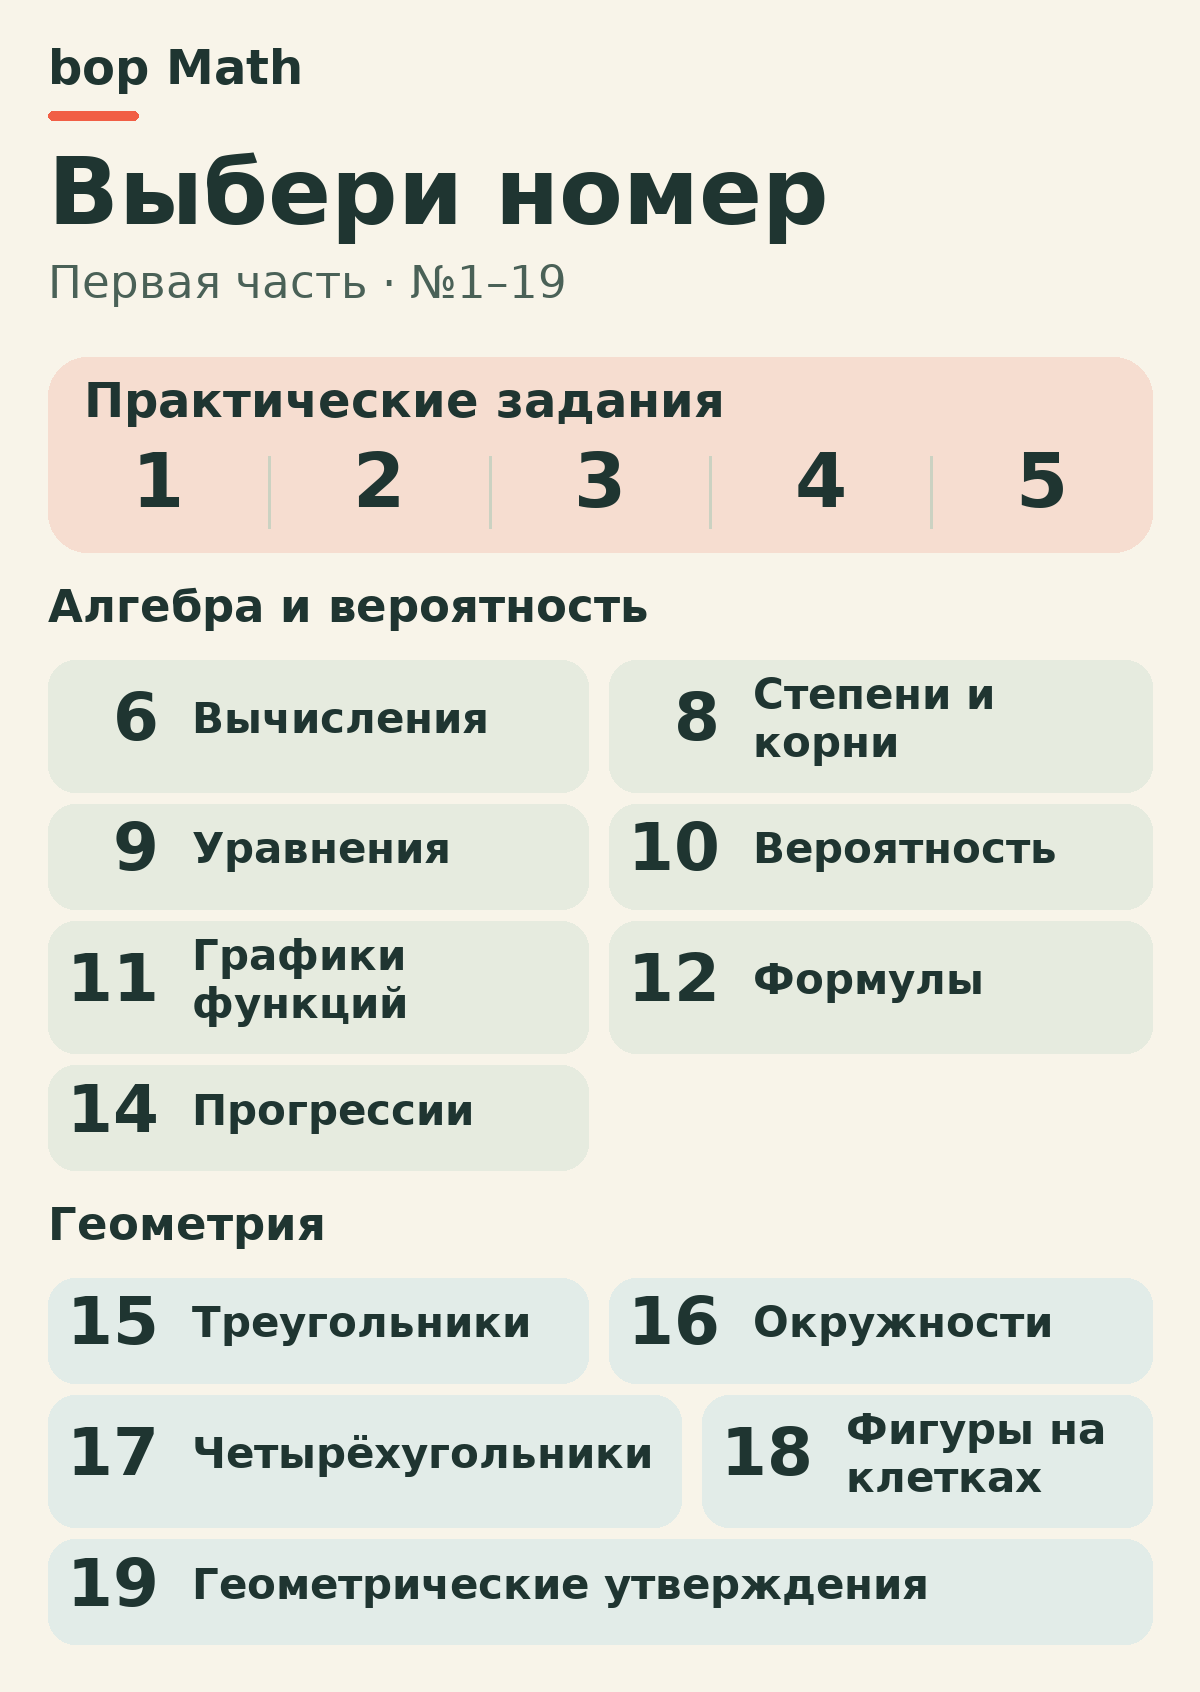 bop Math
Выбери номер
Первая часть · №1–19
Практические задания
1 2 3 4 5
Алгебра и вероятность
6 Вычисления
8 Степени и
корни
9 Уравнения
10 Вероятность
11 Графики
функций
12 Формулы
14 Прогрессии
Геометрия
15 Треугольники
16 Окружности
17 Четырёхугольники
18 Фигуры на
клетках
19 Геометрические утверждения